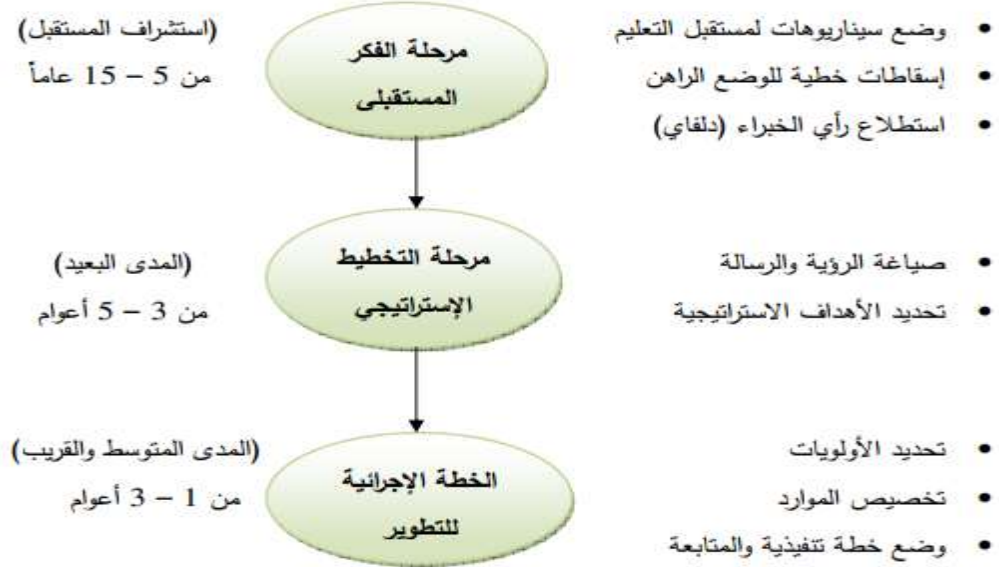 • وضع سيناريوهات لمستقبل التعليم
• إسقاطات خطية للوضع الراهن
• استطلاع رأي الخبراء (دلفاي)
مرحلة الفكر
المستقبلى
(استشراف المستقبل)
من 5 – 15 عاماً
• صياغة الرؤية والرسالة
• تحديد الأهداف الاستراتيجية
مرحلة التخطيط
الإستراتيجي
(المدى البعيد)
من 3 – 5 أعوام
• تحديد الأولويات
• تخصيص الموارد
• وضع خطة تنفيذية والمتابعة
الخطة الإجرائية
للتطوير
(المدى المتوسط والقريب)
من 1 – 3 أعوام